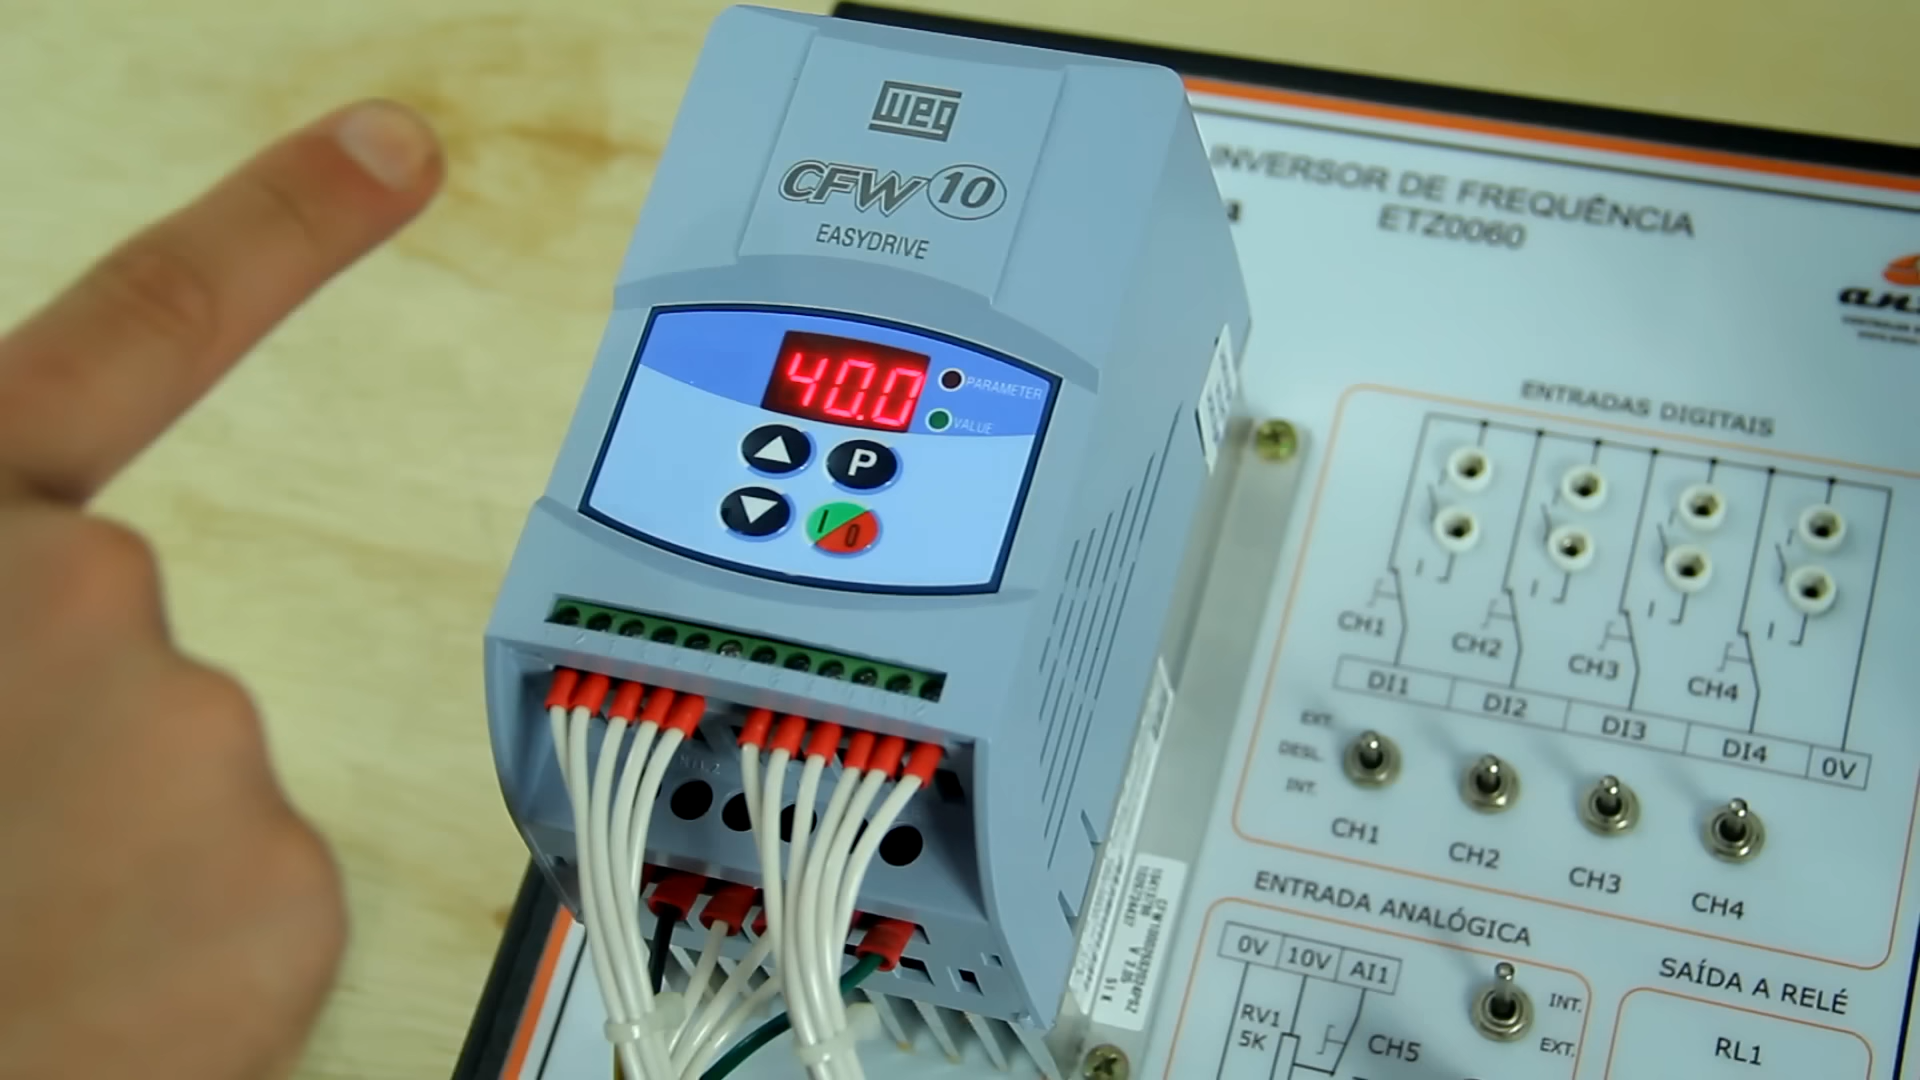 weg
CFW 10
EASYDRIVE
40.0
PARAMETER
VALUE
P
I
0
INVERSOR DE FREQUÊNCIA
ETZ0060
ENTRADAS DIGITAIS
CH1
CH2
CH3
CH4
DI1
DI2
DI3
DI4
0V
EXT.
DESL.
INT.
CH1
CH2
CH3
CH4
ENTRADA ANALÓGICA
0V
10V
AI1
RV1
5K
CH5
INT.
EXT.
SAÍDA A RELÉ
RL1